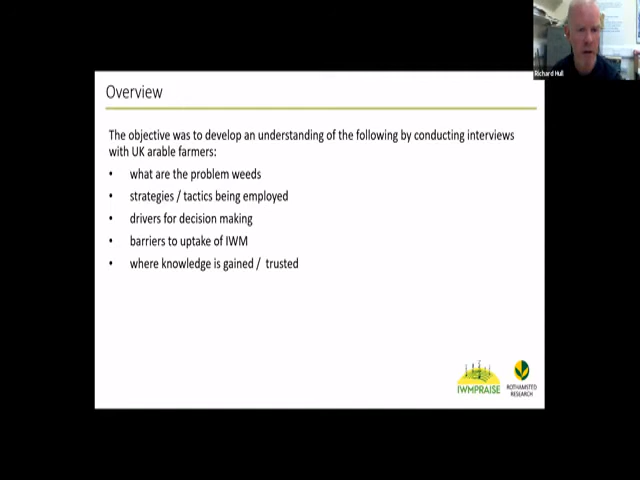 Richard Hull
Overview
The objective was to develop an understanding of the following by conducting interviews
with UK arable farmers:
• what are the problem weeds
• strategies / tactics being employed
• drivers for decision making
• barriers to uptake of IWM
• where knowledge is gained / trusted
IWMPRAISE
ROTHAMSTED
RESEARCH